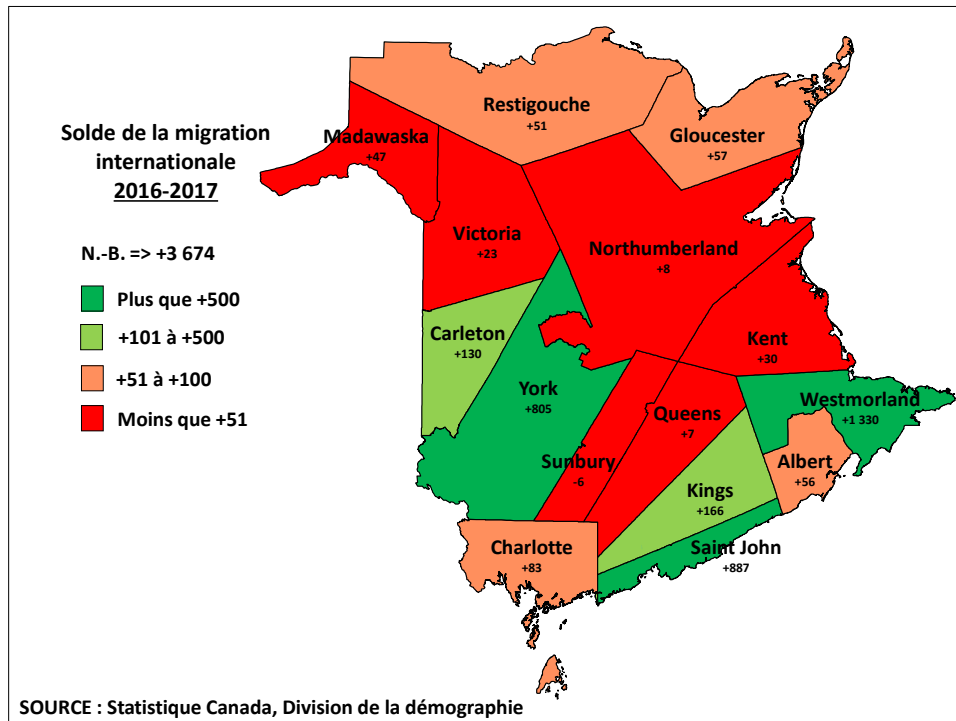 Solde de la migration
internationale
2016-2017
N.-B. => +3 674
Plus que +500
+101 à +500
+51 à +100
Moins que +51
Restigouche
+51
Gloucester
+57
Madawaska
+47
Victoria
+23
Northumberland
+8
Carleton
+130
Kent
+30
York
+805
Westmorland
+1 330
Queens
+7
Sunbury
-6
Albert
+56
Kings
+166
Charlotte
+83
Saint John
+887
SOURCE : Statistique Canada, Division de la démographie